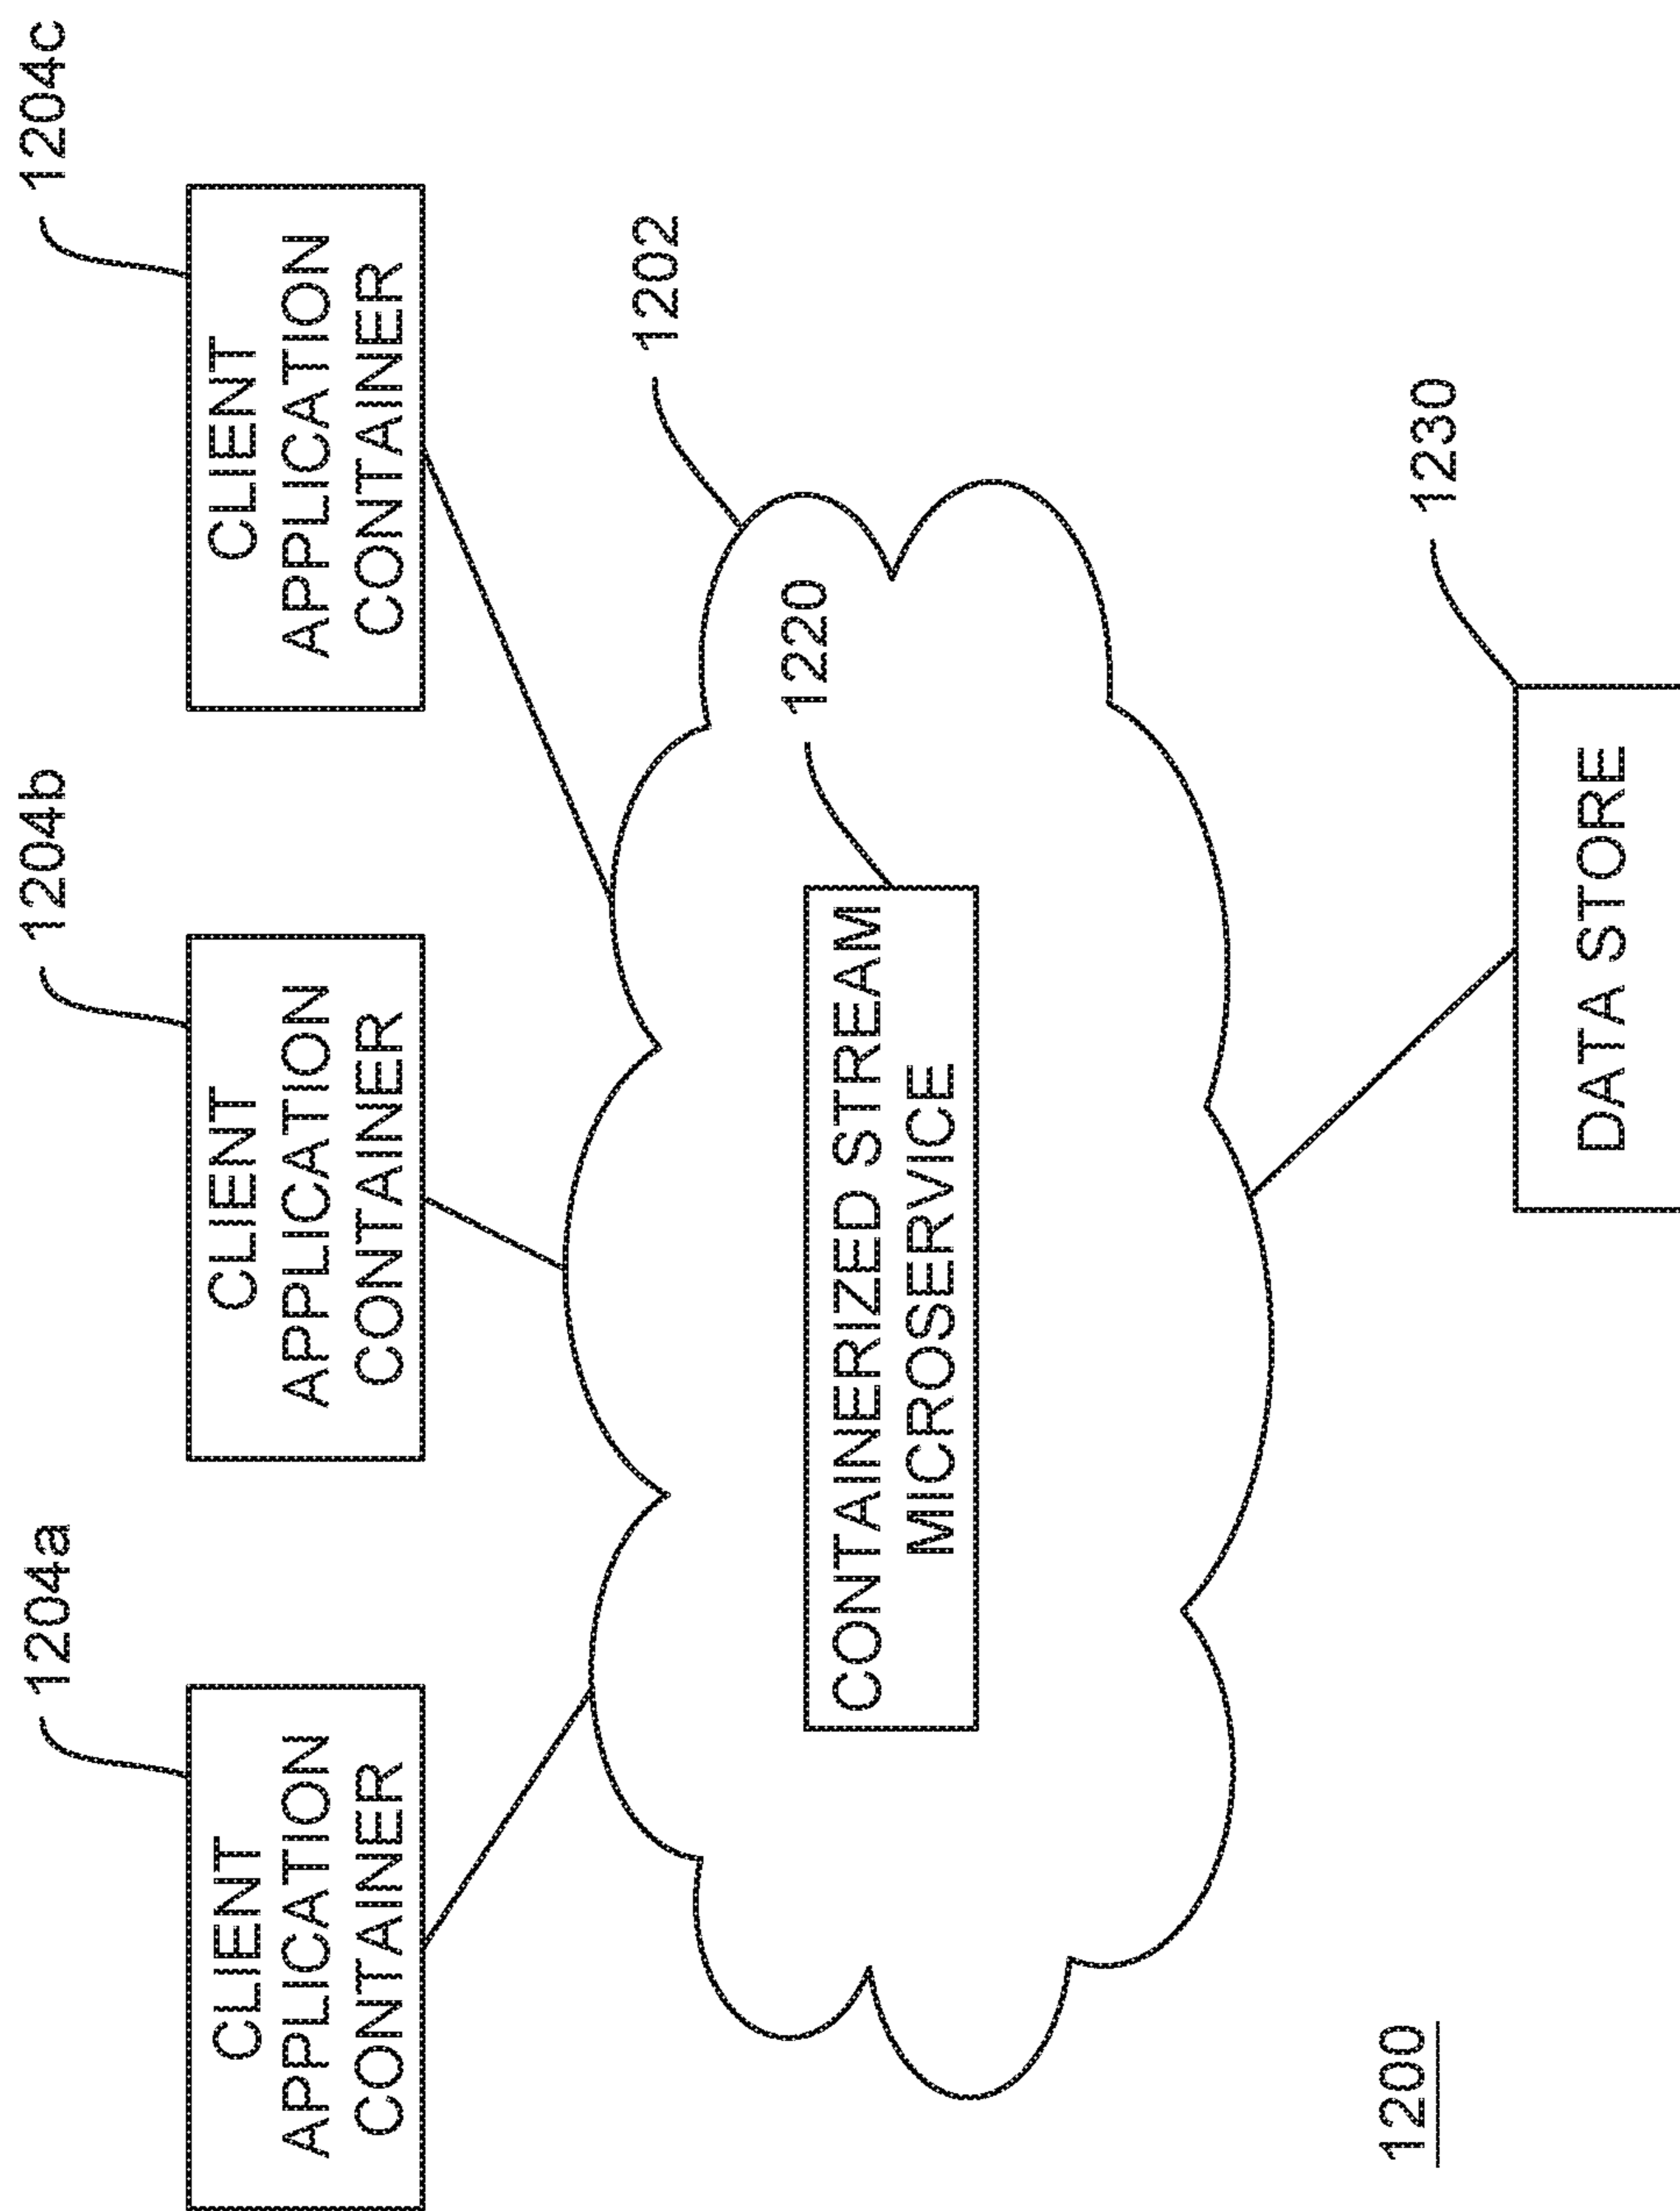 1204a
1204b
1204c
CLIENT
APPLICATION
CONTAINER
CLIENT
APPLICATION
CONTAINER
CLIENT
APPLICATION
CONTAINER
1202
1220
CONTAINERIZED STREAM
MICROSERVICE
1230
DATA STORE
1200